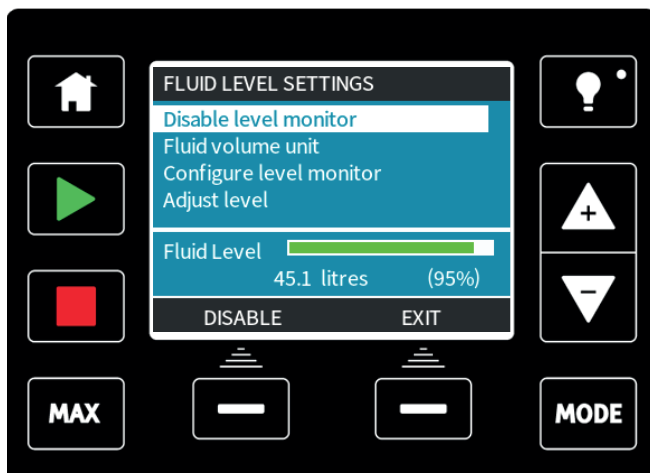 FLUID LEVEL SETTINGS
Disable level monitor
Fluid volume unit
Configure level monitor
Adjust level
Fluid Level
45.1 litres (95%)
DISABLE EXIT
+
-
MAX
MODE